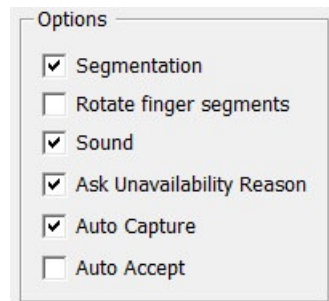 Options
Segmentation
Rotate finger segments
Sound
Ask Unavailability Reason
Auto Capture
Auto Accept